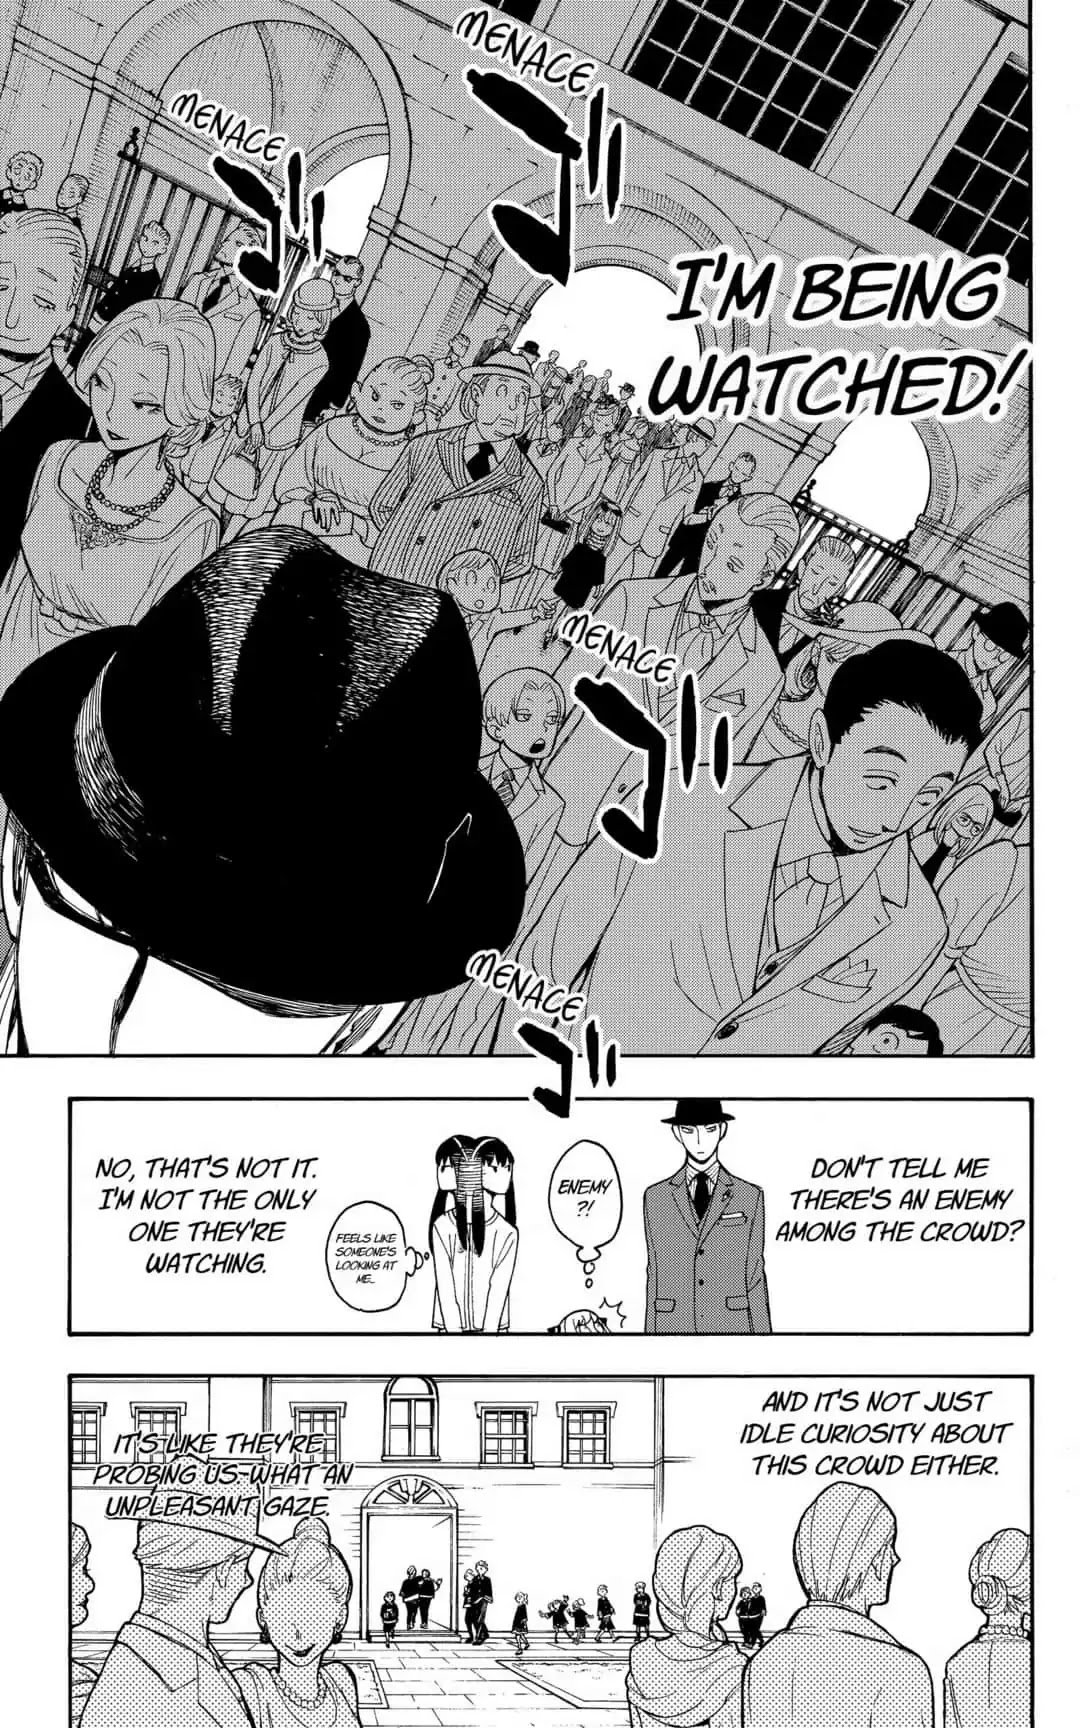 MENACE
ゴ"
I'M BEING
WATCHED!
MENACE
ゴ"
MENACE
ゴ"
MENACE
ゴ"
DON'T TELL ME
THERE'S AN ENEMY
AMONG THE CROWD?
ENEMY
?!
FEELS LIKE
SOMEONE'S
LOOKING AT
ME...
NO, THAT'S NOT IT.
I'M NOT THE ONLY
ONE THEY'RE
WATCHING.
AND IT'S NOT JUST
IDLE CURIOSITY ABOUT
THIS CROWD EITHER.
IT'S LIKE THEY'RE
PROBING US. WHAT AN
UNPLEASANT GAZE.